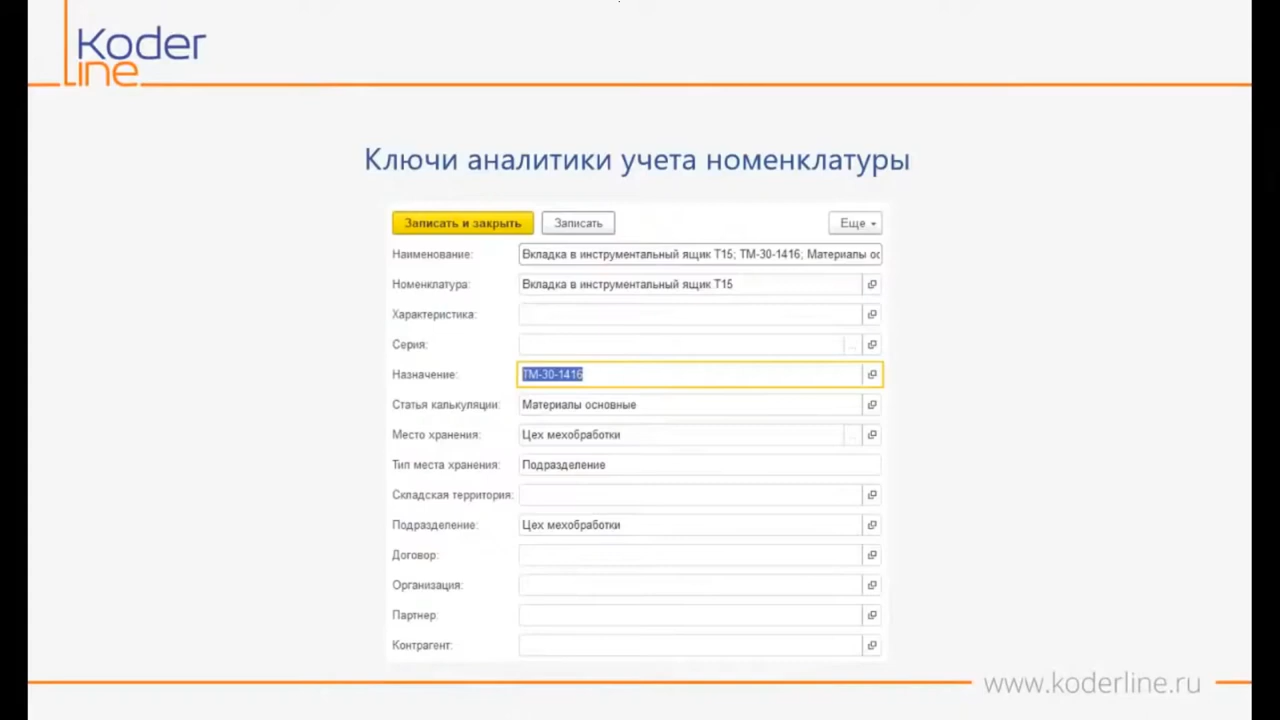 Koder
line
Ключи аналитики учета номенклатуры
Записать и закрыть Записать Еще
Наименование: Вкладка в инструментальный ящик Т15; ТМ-30-1416; Материалы ос
Номенклатура: Вкладка в инструментальный ящик Т15
Характеристика:
Серия: ...
Назначение: ТМ-30-1416
Статья калькуляции: Материалы основные
Место хранения: Цех мехобработки ...
Тип места хранения: Подразделение
Складская территория:
Подразделение: Цех мехобработки
Договор:
Организация:
Партнер:
Контрагент:
www.koderline.ru